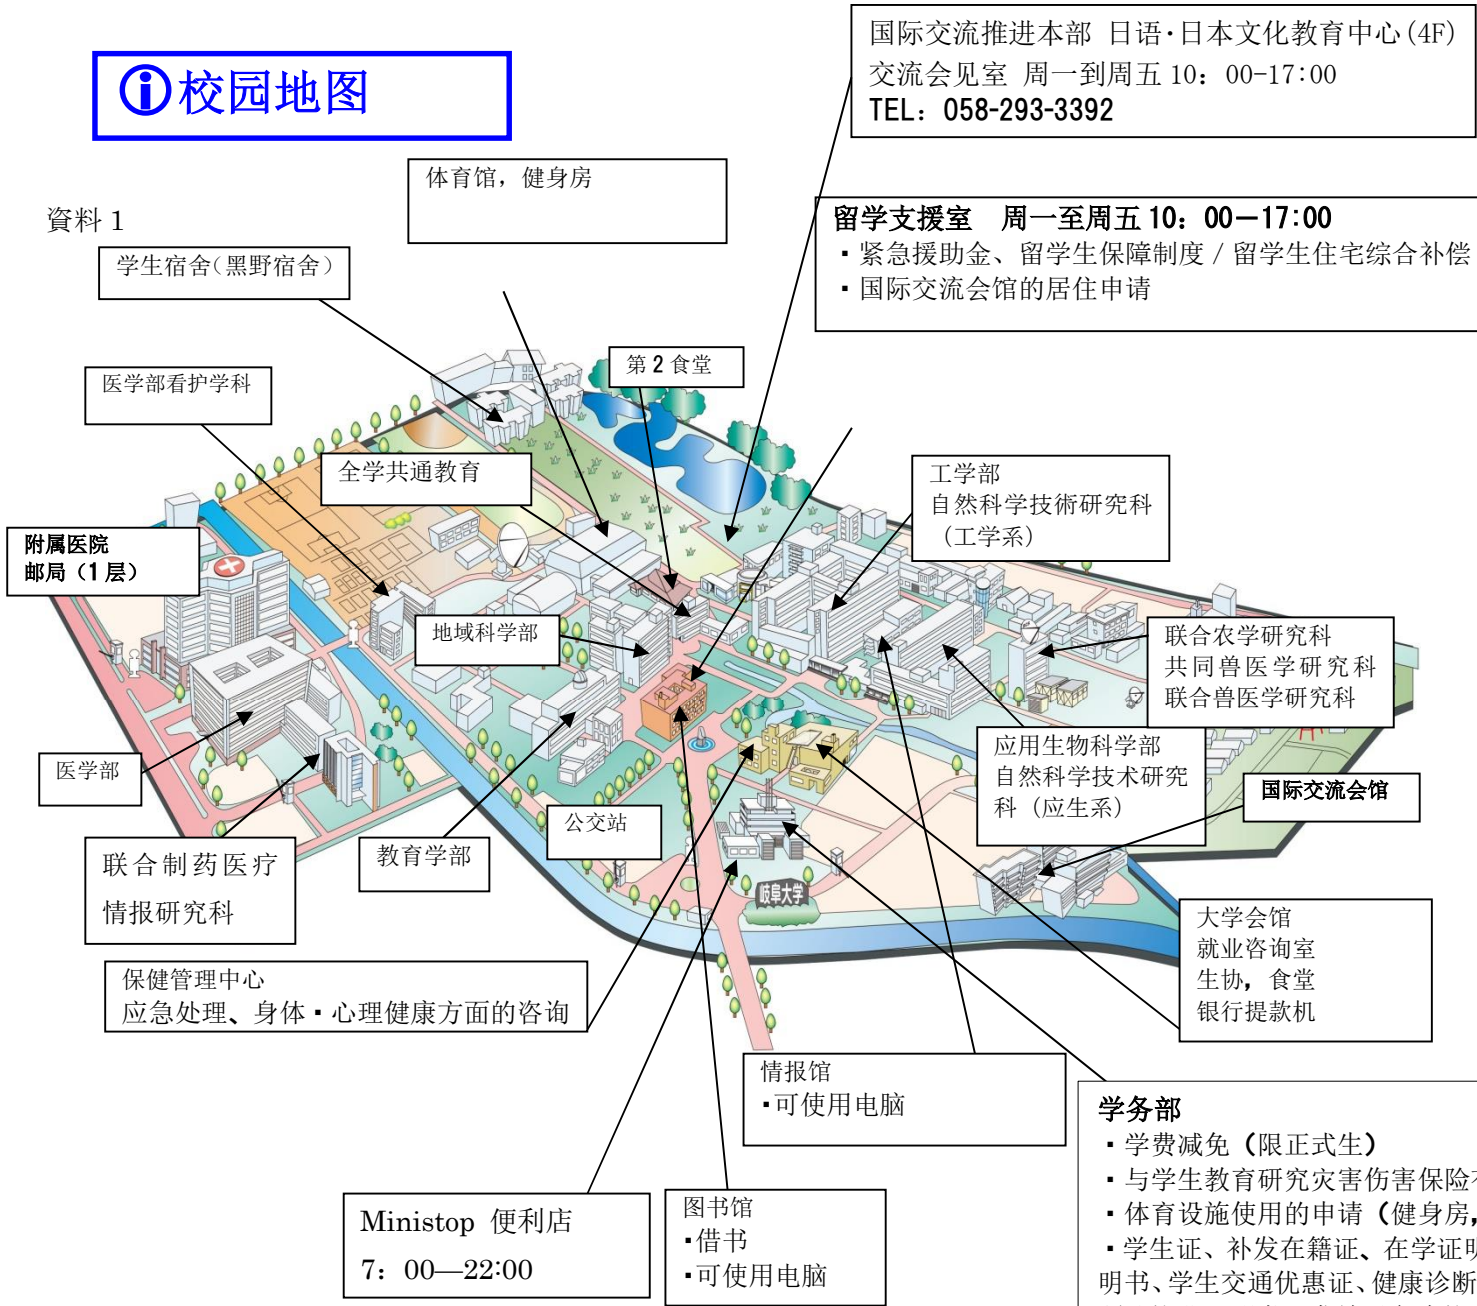 ⓘ校园地图
国际交流推进本部 日语･日本文化教育中心(4F)
交流会见室 周一到周五 10：00-17:00
TEL：058-293-3392
体育馆，健身房
留学支援室 周一至周五 10：00－17:00
▪紧急援助金、留学生保障制度 / 留学生住宅综合补偿
▪国际交流会馆的居住申请
資料 1
学生宿舍(黑野宿舍)
第 2 食堂
医学部看护学科
全学共通教育
工学部
自然科学技術研究科
（工学系）
附属医院
邮局（1 层）
地域科学部
联合农学研究科
共同兽医学研究科
联合兽医学研究科
应用生物科学部
自然科学技术研究
科（应生系）
医学部
国际交流会馆
公交站
教育学部
联合制药医疗
情报研究科
岐阜大学
大学会馆
就业咨询室
生协，食堂
银行提款机
保健管理中心
应急处理、身体▪心理健康方面的咨询
情报馆
▪可使用电脑
学务部
▪学费减免（限正式生）
▪与学生教育研究灾害伤害保险
▪体育设施使用的申请（健身房，
▪学生证、补发在籍证、在学证明
明书、学生交通优惠证、健康诊断
Ministop 便利店
7：00—22:00
图书馆
▪借书
▪可使用电脑